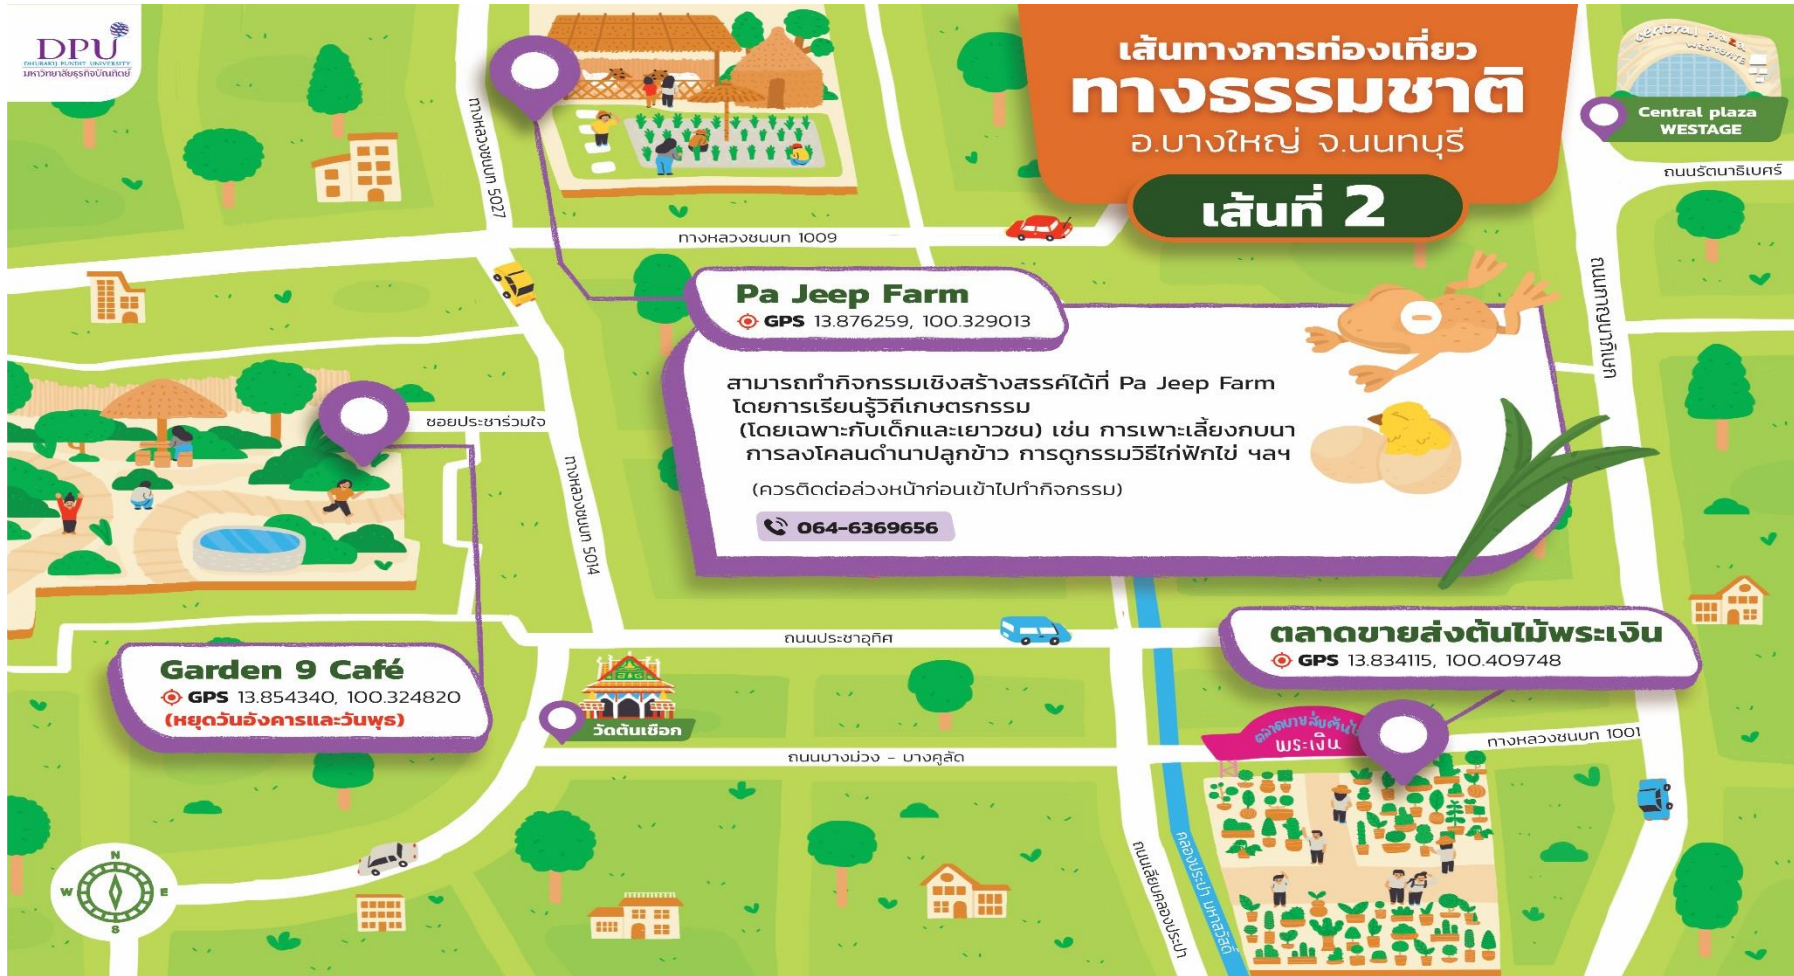 DPU
DHURAKIJ PUNDIT UNIVERSITY
มหาวิทยาลัยธุรกิจบัณฑิตย์
เส้นทางการท่องเที่ยว
ทางธรรมชาติ
อ.บางใหญ่ จ.นนทบุรี
เส้นที่ 2
Central Plaza
WESTGATE
Central plaza
WESTAGE
ถนนรัตนาธิเบศร์
ทางหลวงชนบท 5027
ทางหลวงชนบท 1009
ถนนกาญนาภิเษก
Pa Jeep Farm
GPS 13.876259, 100.329013
สามารถทำกิจกรรมเชิงสร้างสรรค์ได้ที่ Pa Jeep Farm
โดยการเรียนรู้วิถีเกษตรกรรม
(โดยเฉพาะกับเด็กและเยาวชน) เช่น การเพาะเลี้ยงกบนา
การลงโคลนดำนาปลูกข้าว การดูกรรมวิธีไก่ฟักไข่ ฯลฯ
(ควรติดต่อล่วงหน้าก่อนเข้าไปทำกิจกรรม)
064-6369656
ซอยประชาร่วมใจ
ทางหลวงชนบท 5014
ถนนประชาอุทิศ
ตลาดขายส่งต้นไม้พระเงิน
GPS 13.834115, 100.409748
Garden 9 Café
GPS 13.854340, 100.324820
(หยุดวันอังคารและวันพุธ)
วัดต้นเชือก
พระเงิน
ทางหลวงชนบท 1001
ถนนบางม่วง - บางคูลัด
ถนนเลียบคลองประปา
คลองประปา มหาสวัสดิ์
N
W
E
S